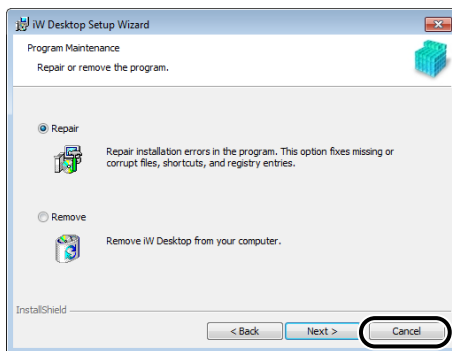 iW Desktop Setup Wizard
Program Maintenance
Repair or remove the program.
Repair
Repair installation errors in the program. This option fixes missing or
corrupt files, shortcuts, and registry entries.
Remove
Remove iW Desktop from your computer.
InstallShield
< Back Next > Cancel